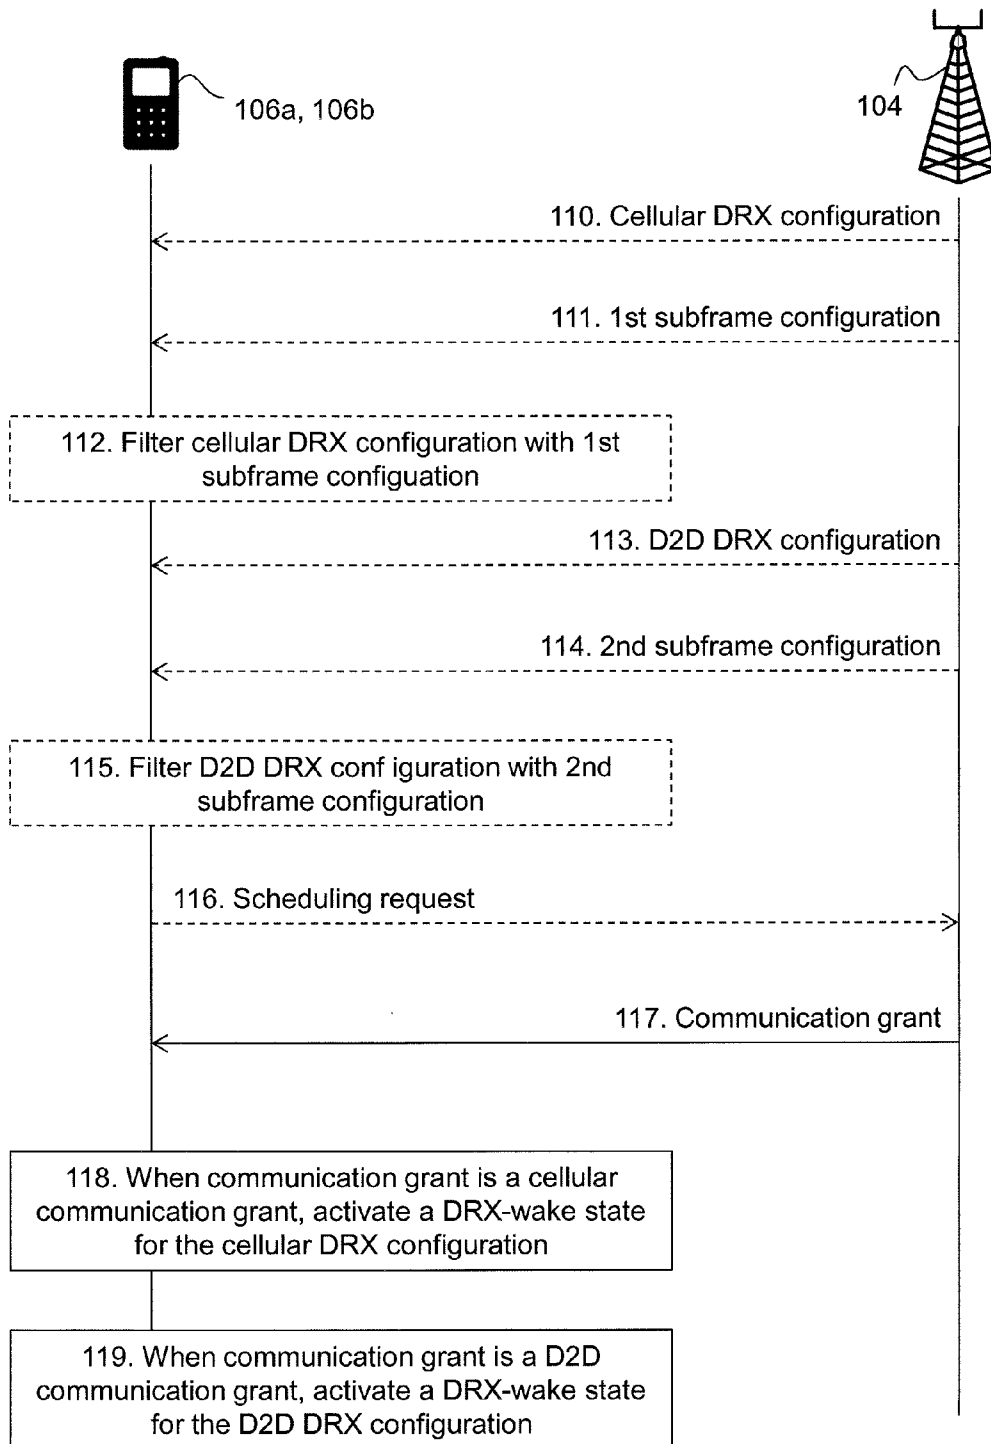 106a, 106b
104
110. Cellular DRX configuration
111. 1st subframe configuration
112. Filter cellular DRX configuration with 1st
subframe configuation
113. D2D DRX configuration
114. 2nd subframe configuration
115. Filter D2D DRX conf iguration with 2nd
subframe configuration
116. Scheduling request
117. Communication grant
118. When communication grant is a cellular
communication grant, activate a DRX-wake state
for the cellular DRX configuration
119. When communication grant is a D2D
communication grant, activate a DRX-wake state
for the D2D DRX configuration